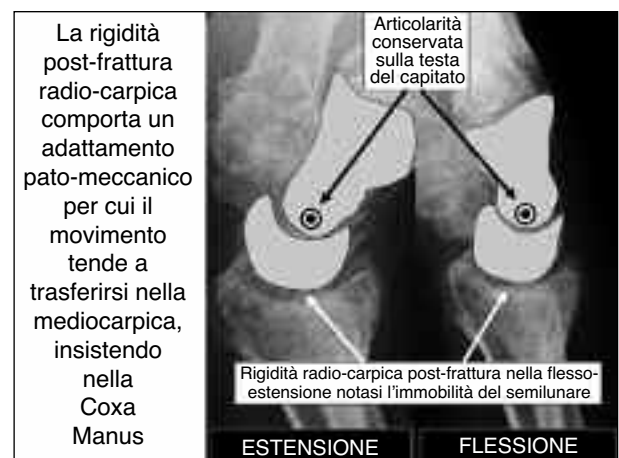 La rigidità
post-frattura
radio-carpica
comporta un
adattamento
pato-meccanico
per cui il
movimento
tende a
trasferirsi nella
mediocarpica,
insistendo
nella
Coxa
Manus
Articolarità
conservata
sulla testa
del capitato
Rigidità radio-carpica post-frattura nella flesso-
estensione notasi l'immobilità del semilunare
ESTENSIONE
FLESSIONE